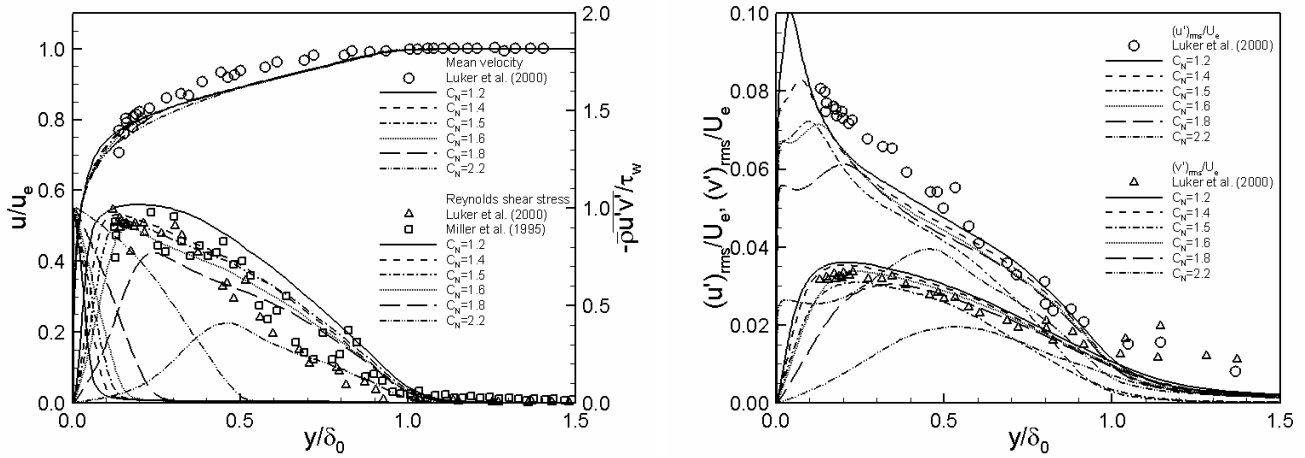 1.0
0.8
0.6
0.4
0.2
0.0
u/u_e
2.0
1.5
1.0
0.5
0.0
-ρu'v'/τ_w
Mean velocity
Luker et al. (2000)
C_N=1.2
C_N=1.4
C_N=1.5
C_N=1.6
C_N=1.8
C_N=2.2
Reynolds shear stress
Luker et al. (2000)
Miller et al. (1995)
C_N=1.2
C_N=1.4
C_N=1.5
C_N=1.6
C_N=1.8
C_N=2.2
0.0 0.5 1.0 1.5
y/δ_0
0.10
0.08
0.06
0.04
0.02
0.00
(u')_rms/U_e, (v')_rms/U_e
(u')_rms/U_e
Luker et al. (2000)
C_N=1.2
C_N=1.4
C_N=1.5
C_N=1.6
C_N=1.8
C_N=2.2
(v')_rms/U_e
Luker et al. (2000)
C_N=1.2
C_N=1.4
C_N=1.5
C_N=1.6
C_N=1.8
C_N=2.2
0.0 0.5 1.0 1.5
y/δ_0